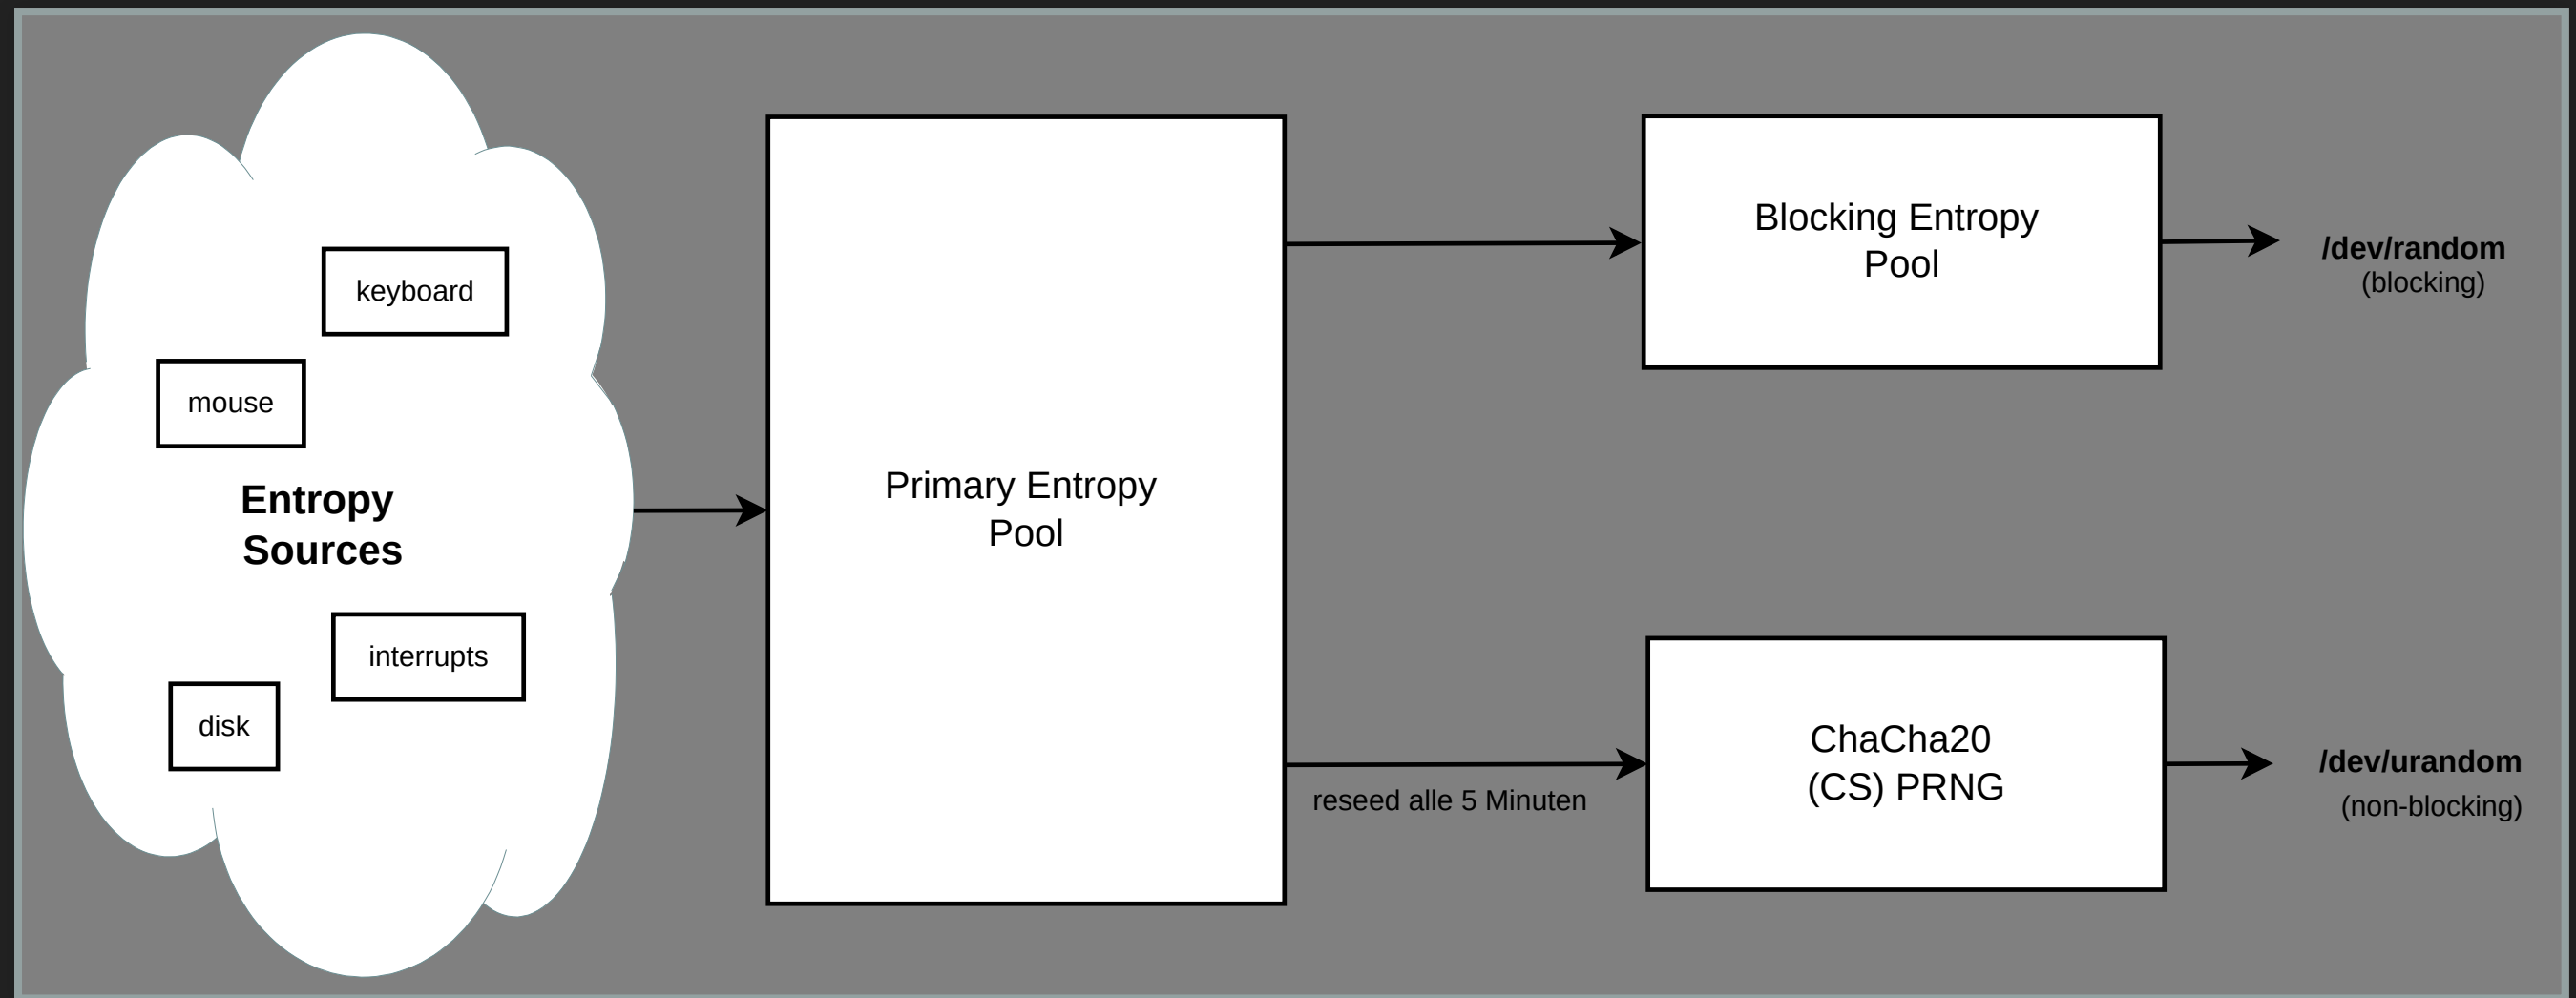 keyboard
mouse
Entropy
Sources
interrupts
disk
Primary Entropy
Pool
Blocking Entropy
Pool
/dev/random
(blocking)
reseed alle 5 Minuten
ChaCha20
(CS) PRNG
/dev/urandom
(non-blocking)